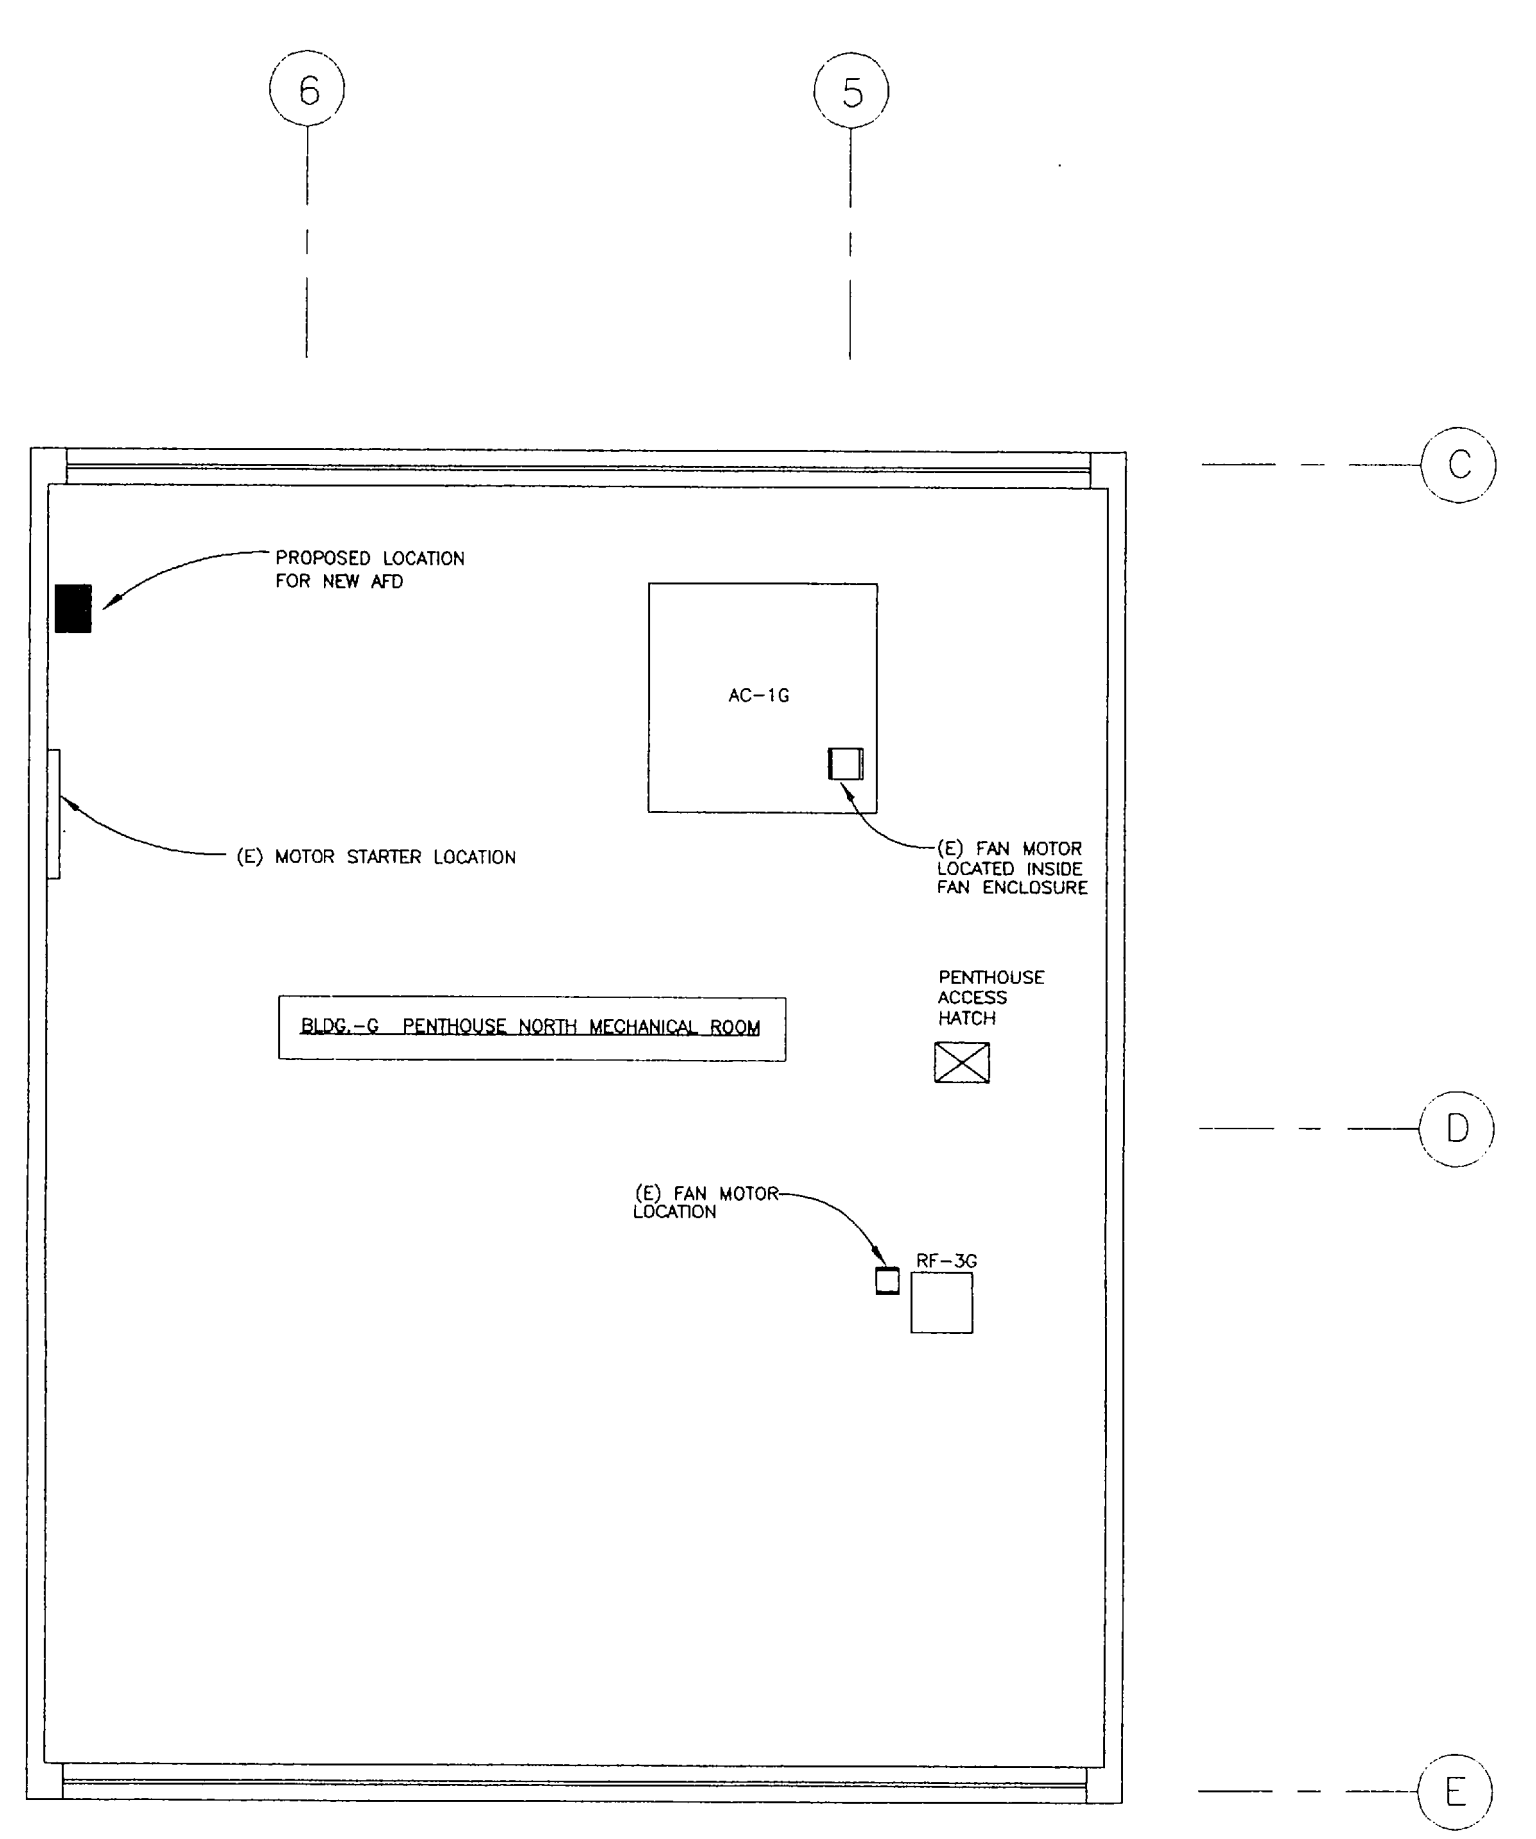 6
5
C
PROPOSED LOCATION
FOR NEW AFD
AC-1G
(E) MOTOR STARTER LOCATION
(E) FAN MOTOR
LOCATED INSIDE
FAN ENCLOSURE
PENTHOUSE
ACCESS
HATCH
BLDG.-G PENTHOUSE NORTH MECHANICAL ROOM
D
(E) FAN MOTOR
LOCATION
RF-3G
E